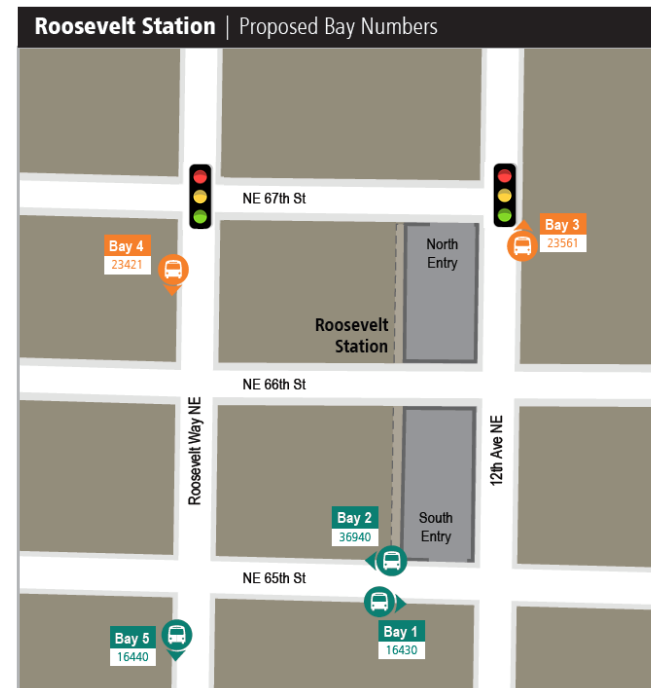 Roosevelt Station | Proposed Bay Numbers
NE 67th St
Bay 4
23421
North
Entry
Bay 3
23561
Roosevelt
Station
NE 66th St
Roosevelt Way NE
12th Ave NE
Bay 2
36940
South
Entry
NE 65th St
Bay 5
16440
Bay 1
16430